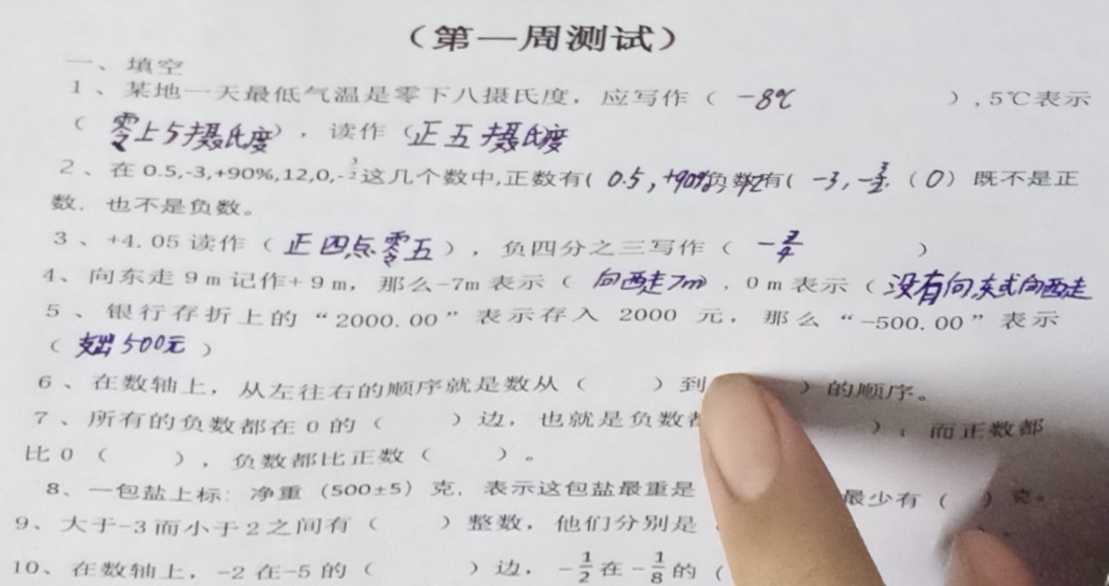 （第一周测试）
一、填空
1、某地一天最低气温是零下八摄氏度，应写作（ -8℃ ），5℃表示
（ 零上5摄氏度），读作（正五摄氏度
2、在 0.5,-3,+90%,12,0,-3/2这几个数中,正数有( 0.5，+90% 负数有( -3，-3/2，（0）既不是正
数．也不是负数。
3、+4.05 读作（ 正四点零五 ），负四分之三写作（ -3/4 ）
4、向东走 9 m 记作+ 9 m，那么-7m 表示（ 向西走7m），0 m 表示（没有向东或向西走
5、银行存折上的“2000.00”表示存入 2000 元，那么“-500.00”表示
（ 支出500元 ）
6、在数轴上，从左往右的顺序就是数从（ ）到 ）的顺序。
7、所有的负数都在 0 的（ ）边，也就是负数都 ）；而正数都
比 0（ ），负数都比正数（ ）。
8、一包盐上标：净重（500±5）克，表示这包盐最重是 最少有（ ）克。
9、大于-3 而小于 2 之间有（ ）整数，他们分别是
10、在数轴上，-2 在-5 的（ ）边，-1/2 在 -1/8 的（